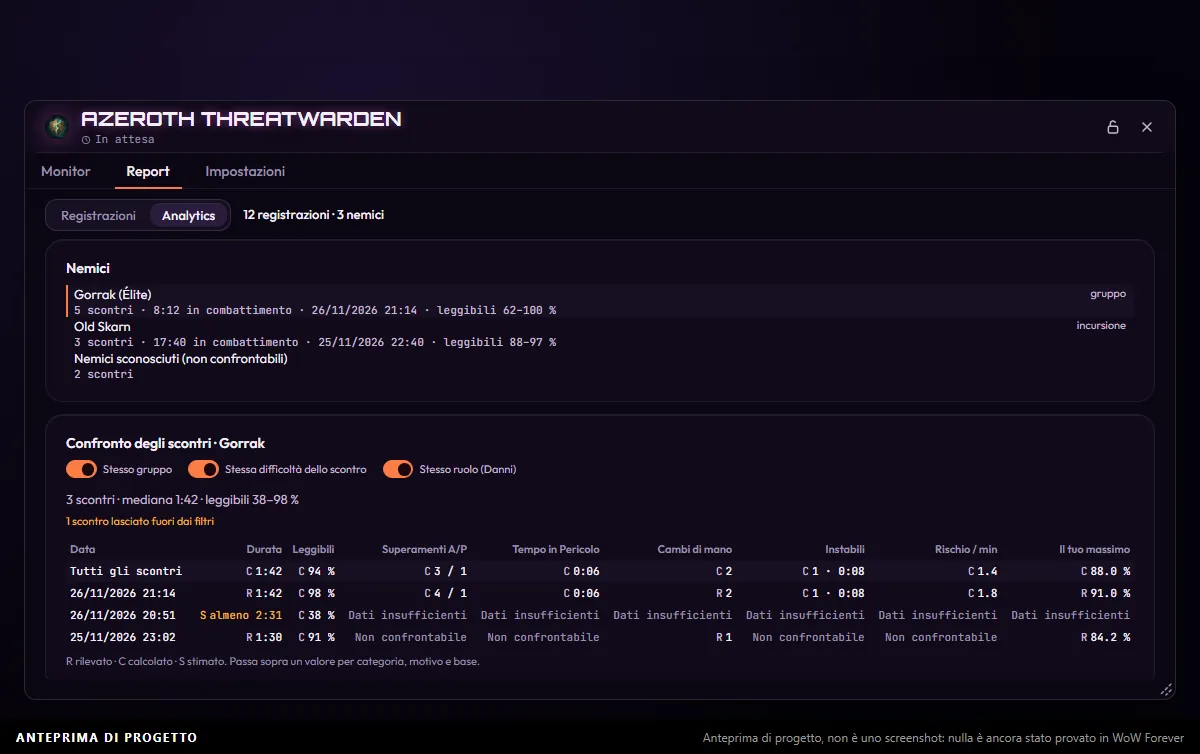 AZEROTH THREATWARDEN
In attesa
Monitor Report Impostazioni
Registrazioni Analytics 12 registrazioni · 3 nemici
Nemici
Gorrak (Élite) gruppo
5 scontri · 8:12 in combattimento · 26/11/2026 21:14 · leggibili 62–100 %
Old Skarn incursione
3 scontri · 17:40 in combattimento · 25/11/2026 22:40 · leggibili 88–97 %
Nemici sconosciuti (non confrontabili)
2 scontri
Confronto degli scontri · Gorrak
Stesso gruppo Stessa difficoltà dello scontro Stesso ruolo (Danni)
3 scontri · mediana 1:42 · leggibili 38–98 %
1 scontro lasciato fuori dai filtri
Data Durata Leggibili Superamenti A/P Tempo in Pericolo Cambi di mano Instabili Rischio / min Il tuo massimo
Tutti gli scontri C 1:42 C 94 % C 3 / 1 C 0:06 C 2 C 1 · 0:08 C 1.4 C 88.0 %
26/11/2026 21:14 R 1:42 C 98 % C 4 / 1 C 0:06 R 2 C 1 · 0:08 C 1.8 R 91.0 %
26/11/2026 20:51 S almeno 2:31 C 38 % Dati insufficienti Dati insufficienti Dati insufficienti Dati insufficienti Dati insufficienti Dati insufficienti
25/11/2026 23:02 R 1:30 C 91 % Non confrontabile Non confrontabile R 1 Non confrontabile Non confrontabile R 84.2 %
R rilevato · C calcolato · S stimato. Passa sopra un valore per categoria, motivo e base.
ANTEPRIMA DI PROGETTO Anteprima di progetto, non è uno screenshot: nulla è ancora stato provato in WoW Forever